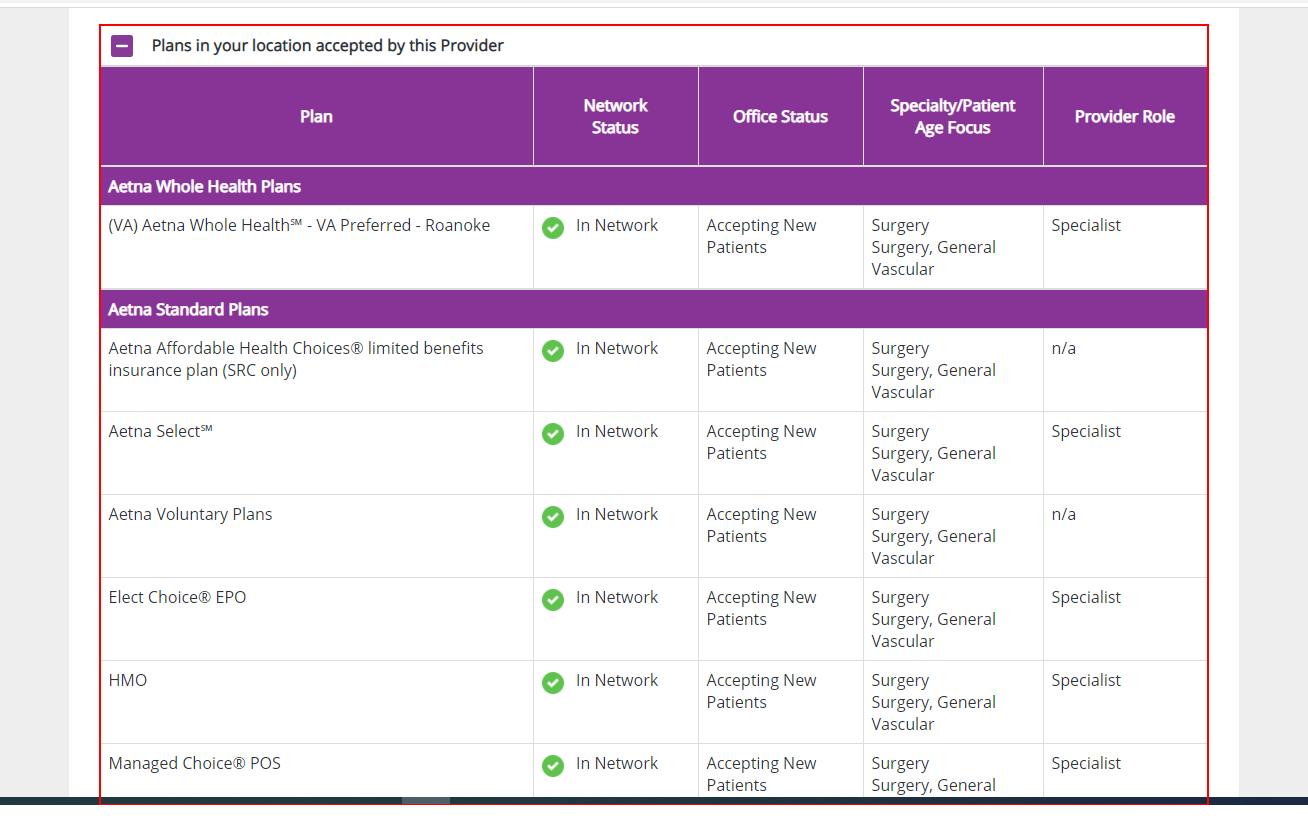 Plans in your location accepted by this Provider
Plan
Network
Status
Office Status
Specialty/Patient
Age Focus
Provider Role
Aetna Whole Health Plans
(VA) Aetna Whole Health℠ - VA Preferred - Roanoke
In Network
Accepting New
Patients
Surgery
Surgery, General
Vascular
Specialist
Aetna Standard Plans
Aetna Affordable Health Choices® limited benefits
insurance plan (SRC only)
In Network
Accepting New
Patients
Surgery
Surgery, General
Vascular
n/a
Aetna Select℠
In Network
Accepting New
Patients
Surgery
Surgery, General
Vascular
Specialist
Aetna Voluntary Plans
In Network
Accepting New
Patients
Surgery
Surgery, General
Vascular
n/a
Elect Choice® EPO
In Network
Accepting New
Patients
Surgery
Surgery, General
Vascular
Specialist
HMO
In Network
Accepting New
Patients
Surgery
Surgery, General
Vascular
Specialist
Managed Choice® POS
In Network
Accepting New
Patients
Surgery
Surgery, General
Specialist